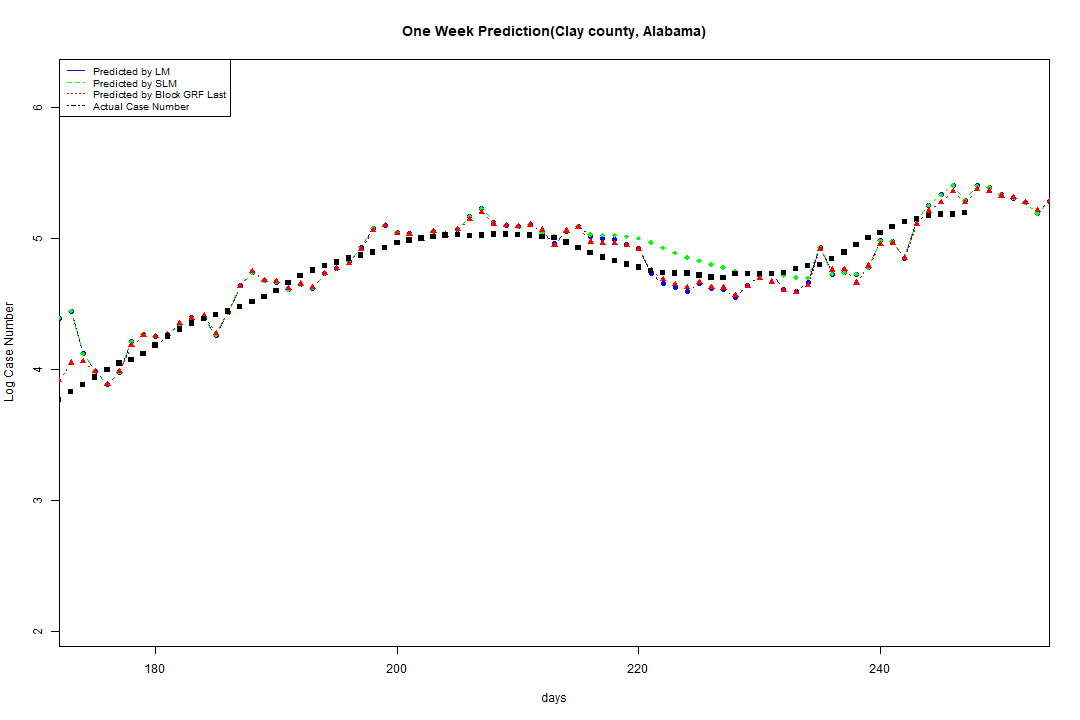 One Week Prediction(Clay county, Alabama)
Predicted by LM
Predicted by SLM
Predicted by Block GRF Last
Actual Case Number
6
5
4
3
2
Log Case Number
180 200 220 240
days